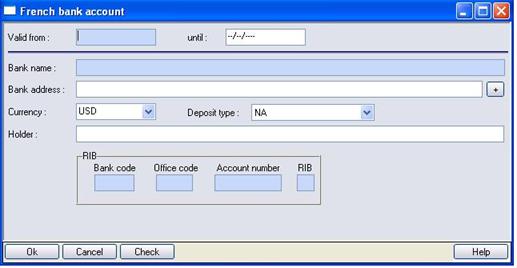 French bank account
Valid from : until : --/--/----
Bank name :
Bank address : +
Currency : USD Deposit type : NA
Holder :
RIB
Bank code Office code Account number RIB
Ok Cancel Check Help